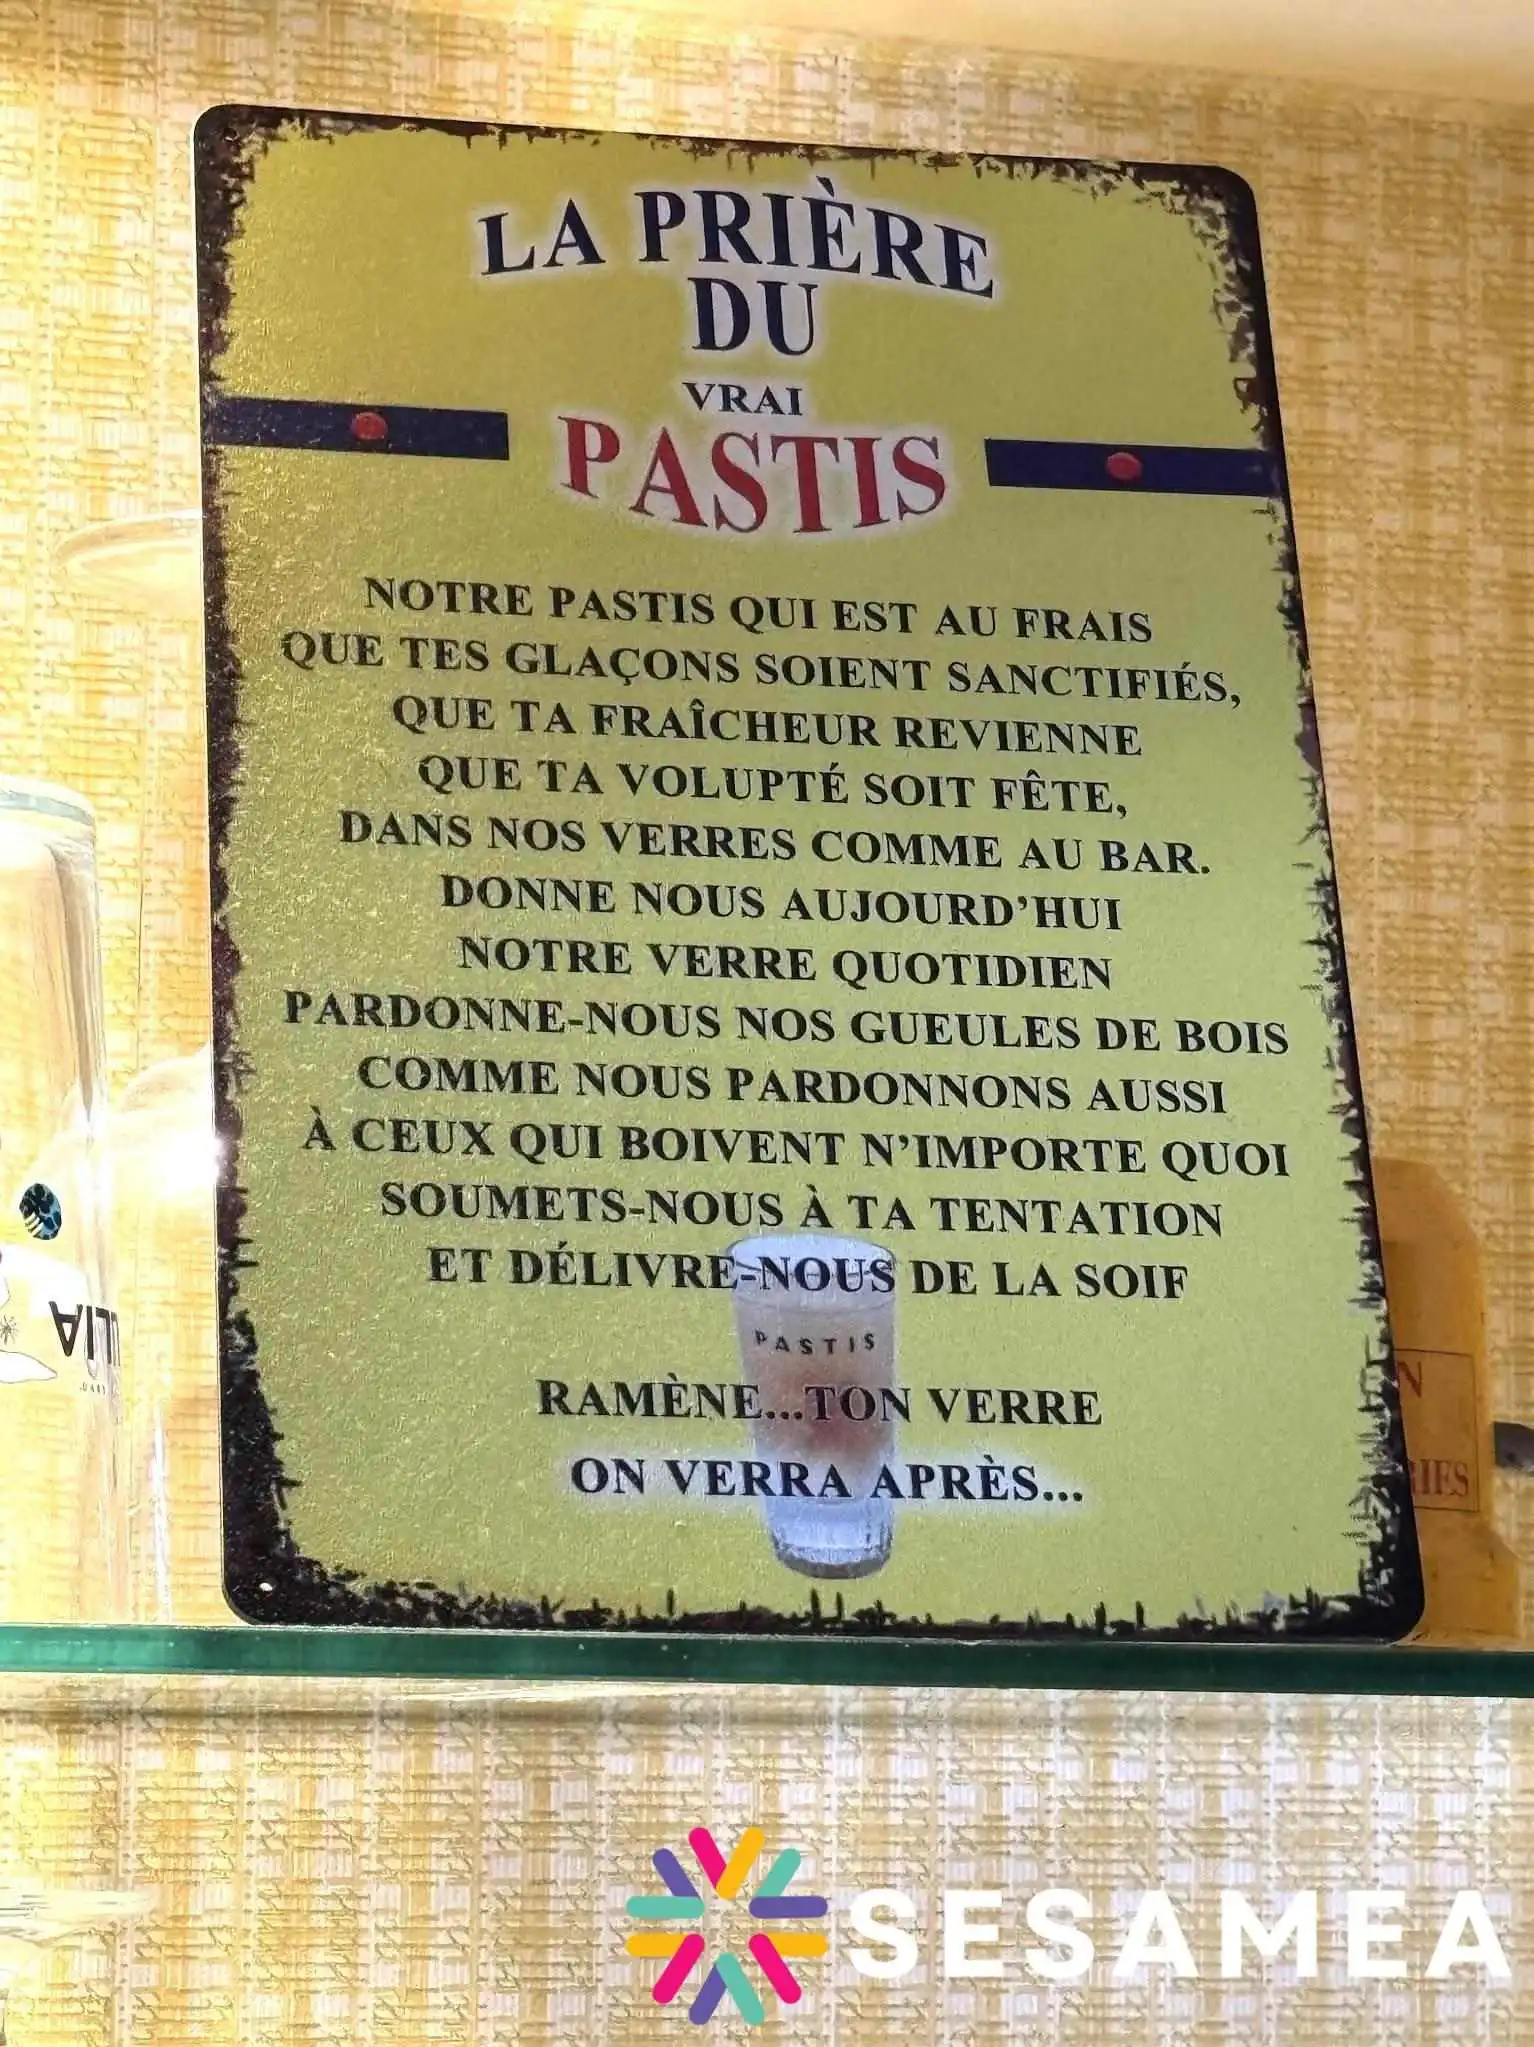 LA PRIÈRE
DU
VRAI
PASTIS
NOTRE PASTIS QUI EST AU FRAIS
QUE TES GLAÇONS SOIENT SANCTIFIÉS,
QUE TA FRAÎCHEUR REVIENNE
QUE TA VOLUPTÉ SOIT FÊTE,
DANS NOS VERRES COMME AU BAR.
DONNE NOUS AUJOURD'HUI
NOTRE VERRE QUOTIDIEN
PARDONNE-NOUS NOS GUEULES DE BOIS
COMME NOUS PARDONNONS AUSSI
À CEUX QUI BOIVENT N'IMPORTE QUOI
SOUMETS-NOUS À TA TENTATION
ET DÉLIVRE-NOUS DE LA SOIF
PASTIS
RAMÈNE...TON VERRE
ON VERRA APRÈS...
SESAMEA